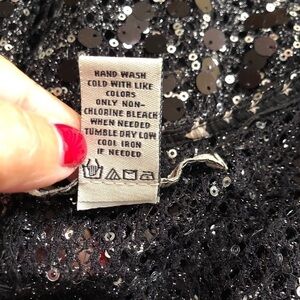 HAND WASH
COLD WITH LIKE
COLORS
ONLY NON-
CHLORINE BLEACH
WHEN NEEDED
TUMBLE DRY LOW
COOL IRON
IF NEEDED